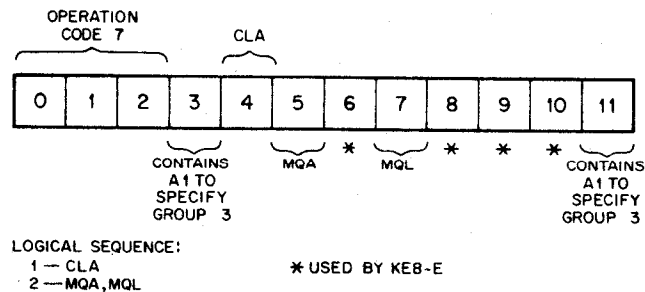 OPERATION
CODE 7
CLA
0 1 2 3 4 5 6 7 8 9 10 11
CONTAINS
A 1 TO
SPECIFY
GROUP 3
MQA
*
MQL
* * *
CONTAINS
A 1 TO
SPECIFY
GROUP 3
LOGICAL SEQUENCE:
1 — CLA
2 — MQA, MQL
* USED BY KE8-E